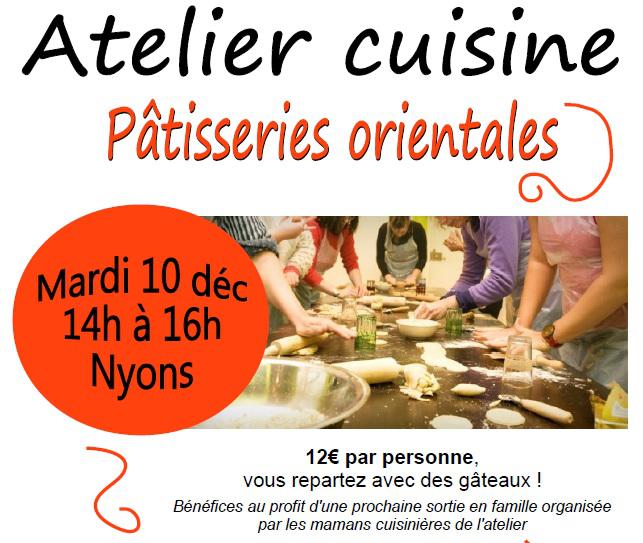 Atelier cuisine
Pâtisseries orientales
Mardi 10 déc
14h à 16h
Nyons
12€ par personne,
vous repartez avec des gâteaux !
Bénéfices au profit d'une prochaine sortie en famille organisée
par les mamans cuisinières de l'atelier